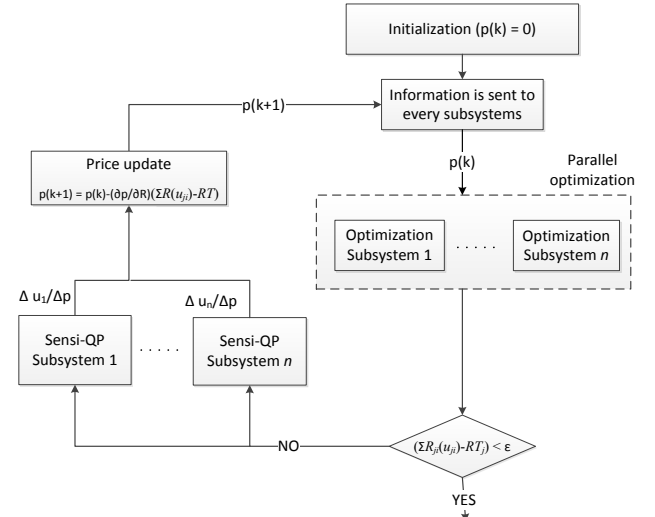 Initialization (p(k) = 0)
Information is sent to
every subsystems
p(k+1)
p(k)
Price update
p(k+1) = p(k)-(∂p/∂R)(ΣR(uji)-RT)
Parallel
optimization
Optimization
Subsystem 1
. . . . .
Optimization
Subsystem n
Δ u1/Δp
Δ un/Δp
Sensi-QP
Subsystem 1
. . . . .
Sensi-QP
Subsystem n
NO
(ΣRji(uji)-RTj) < ε
YES